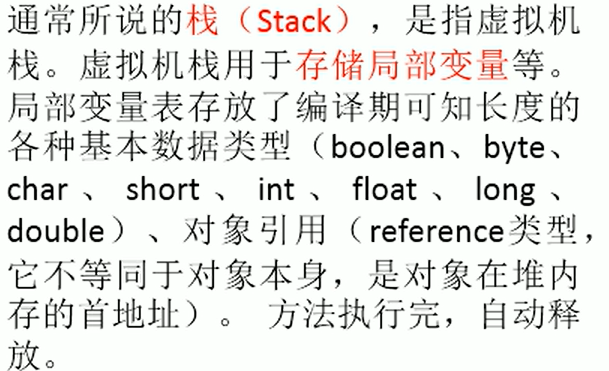 通常所说的栈（Stack），是指虚拟机
栈。虚拟机栈用于存储局部变量等。
局部变量表存放了编译期可知长度的
各种基本数据类型（boolean、byte、
char 、 short 、 int 、 float 、 long 、
double）、对象引用（reference类型，
它不等同于对象本身，是对象在堆内
存的首地址）。 方法执行完，自动释
放。